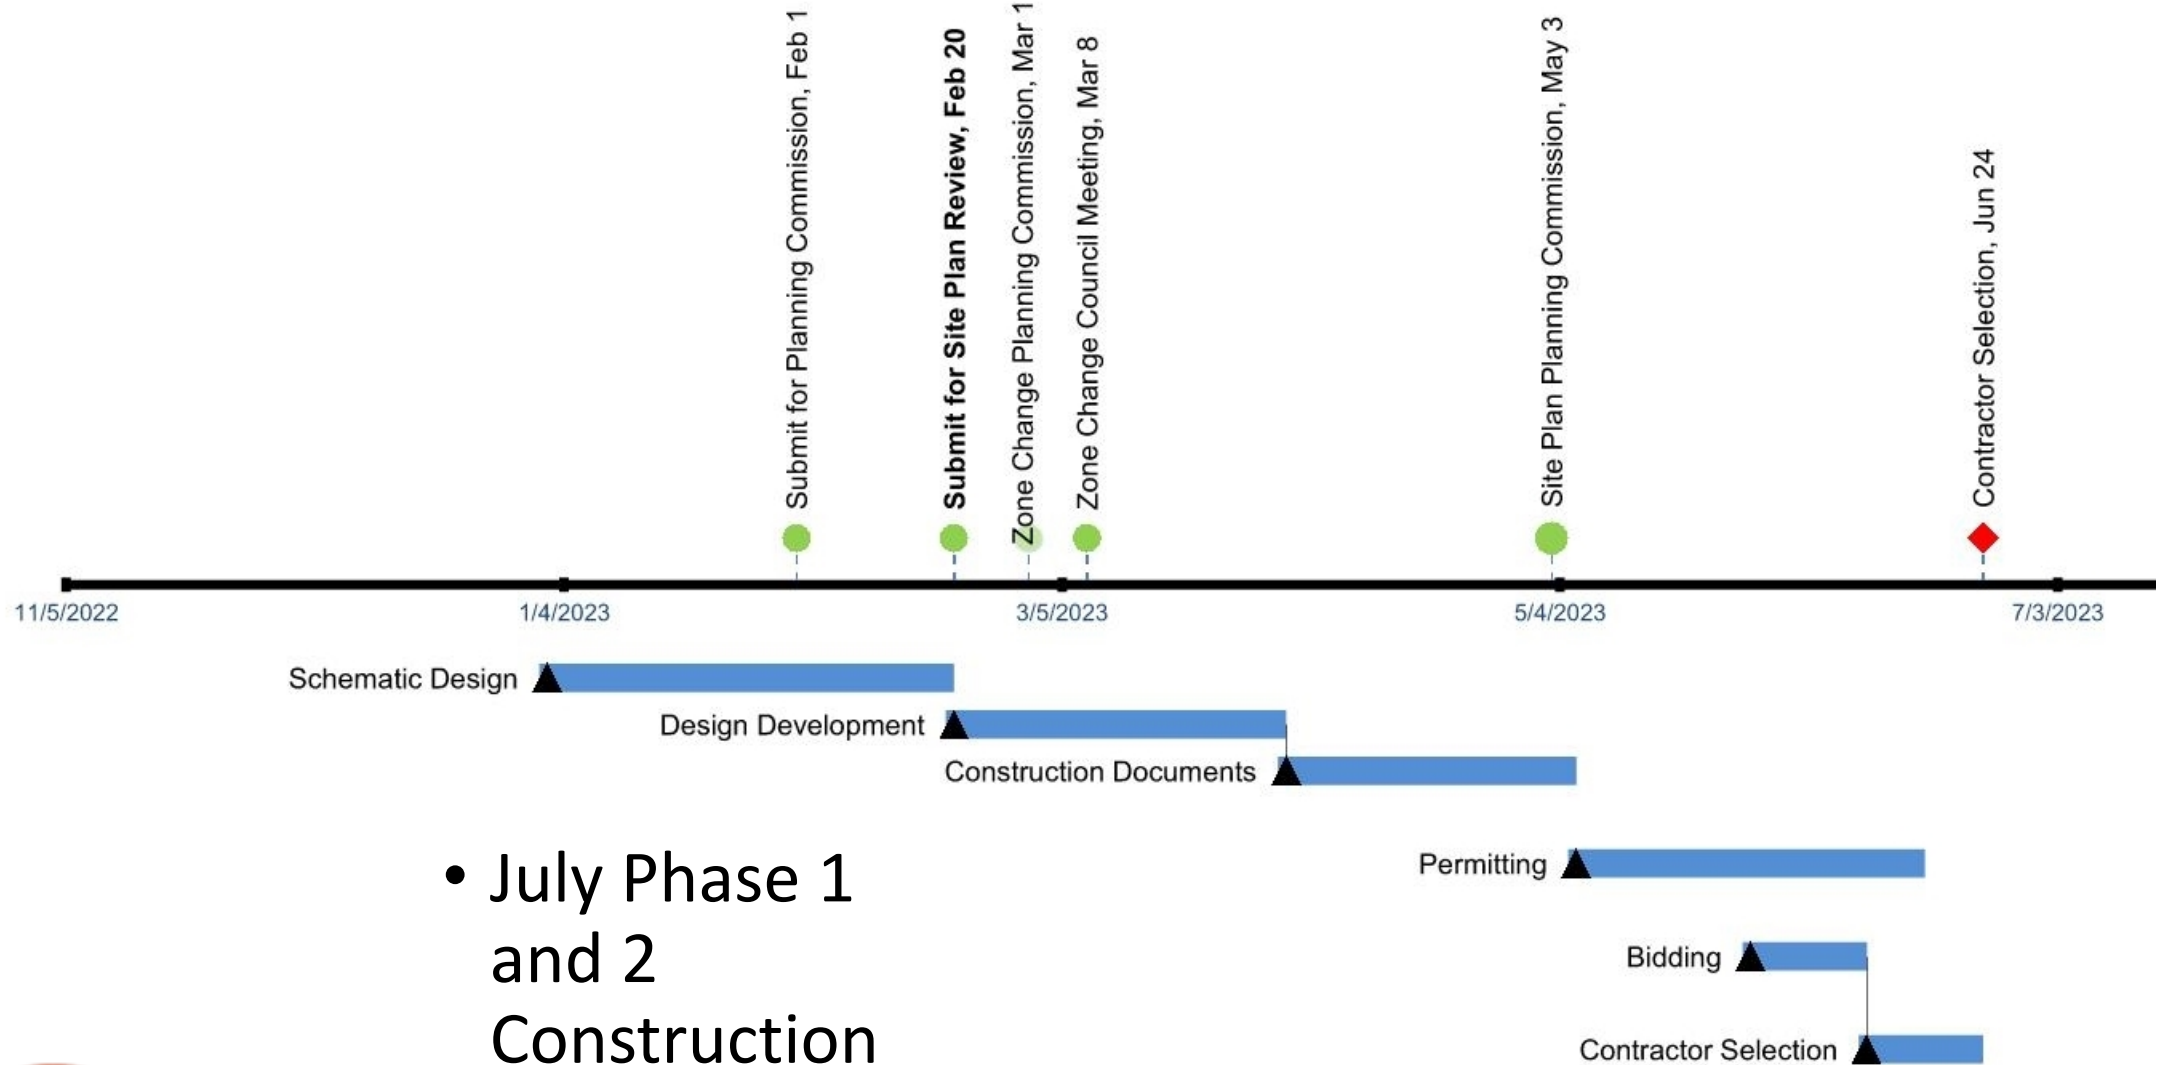 Submit for Planning Commission, Feb 1
Submit for Site Plan Review, Feb 20
Zone Change Planning Commission, Mar 1
Zone Change Council Meeting, Mar 8
Site Plan Planning Commission, May 3
Contractor Selection, Jun 24
11/5/2022
1/4/2023
3/5/2023
5/4/2023
7/3/2023
Schematic Design
Design Development
Construction Documents
Permitting
Bidding
Contractor Selection
• July Phase 1
and 2
Construction